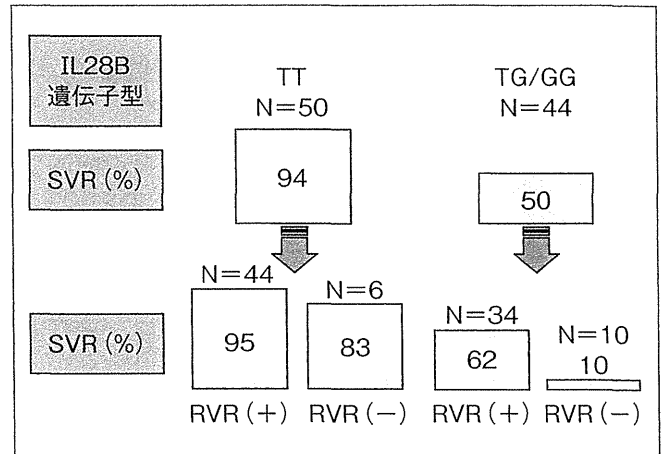 IL28B
遺伝子型
TT
N=50
TG/GG
N=44
SVR(%)
94
50
N=44
N=6
N=34
N=10
SVR(%)
95
83
62
10
RVR(+)
RVR(−)
RVR(+)
RVR(−)